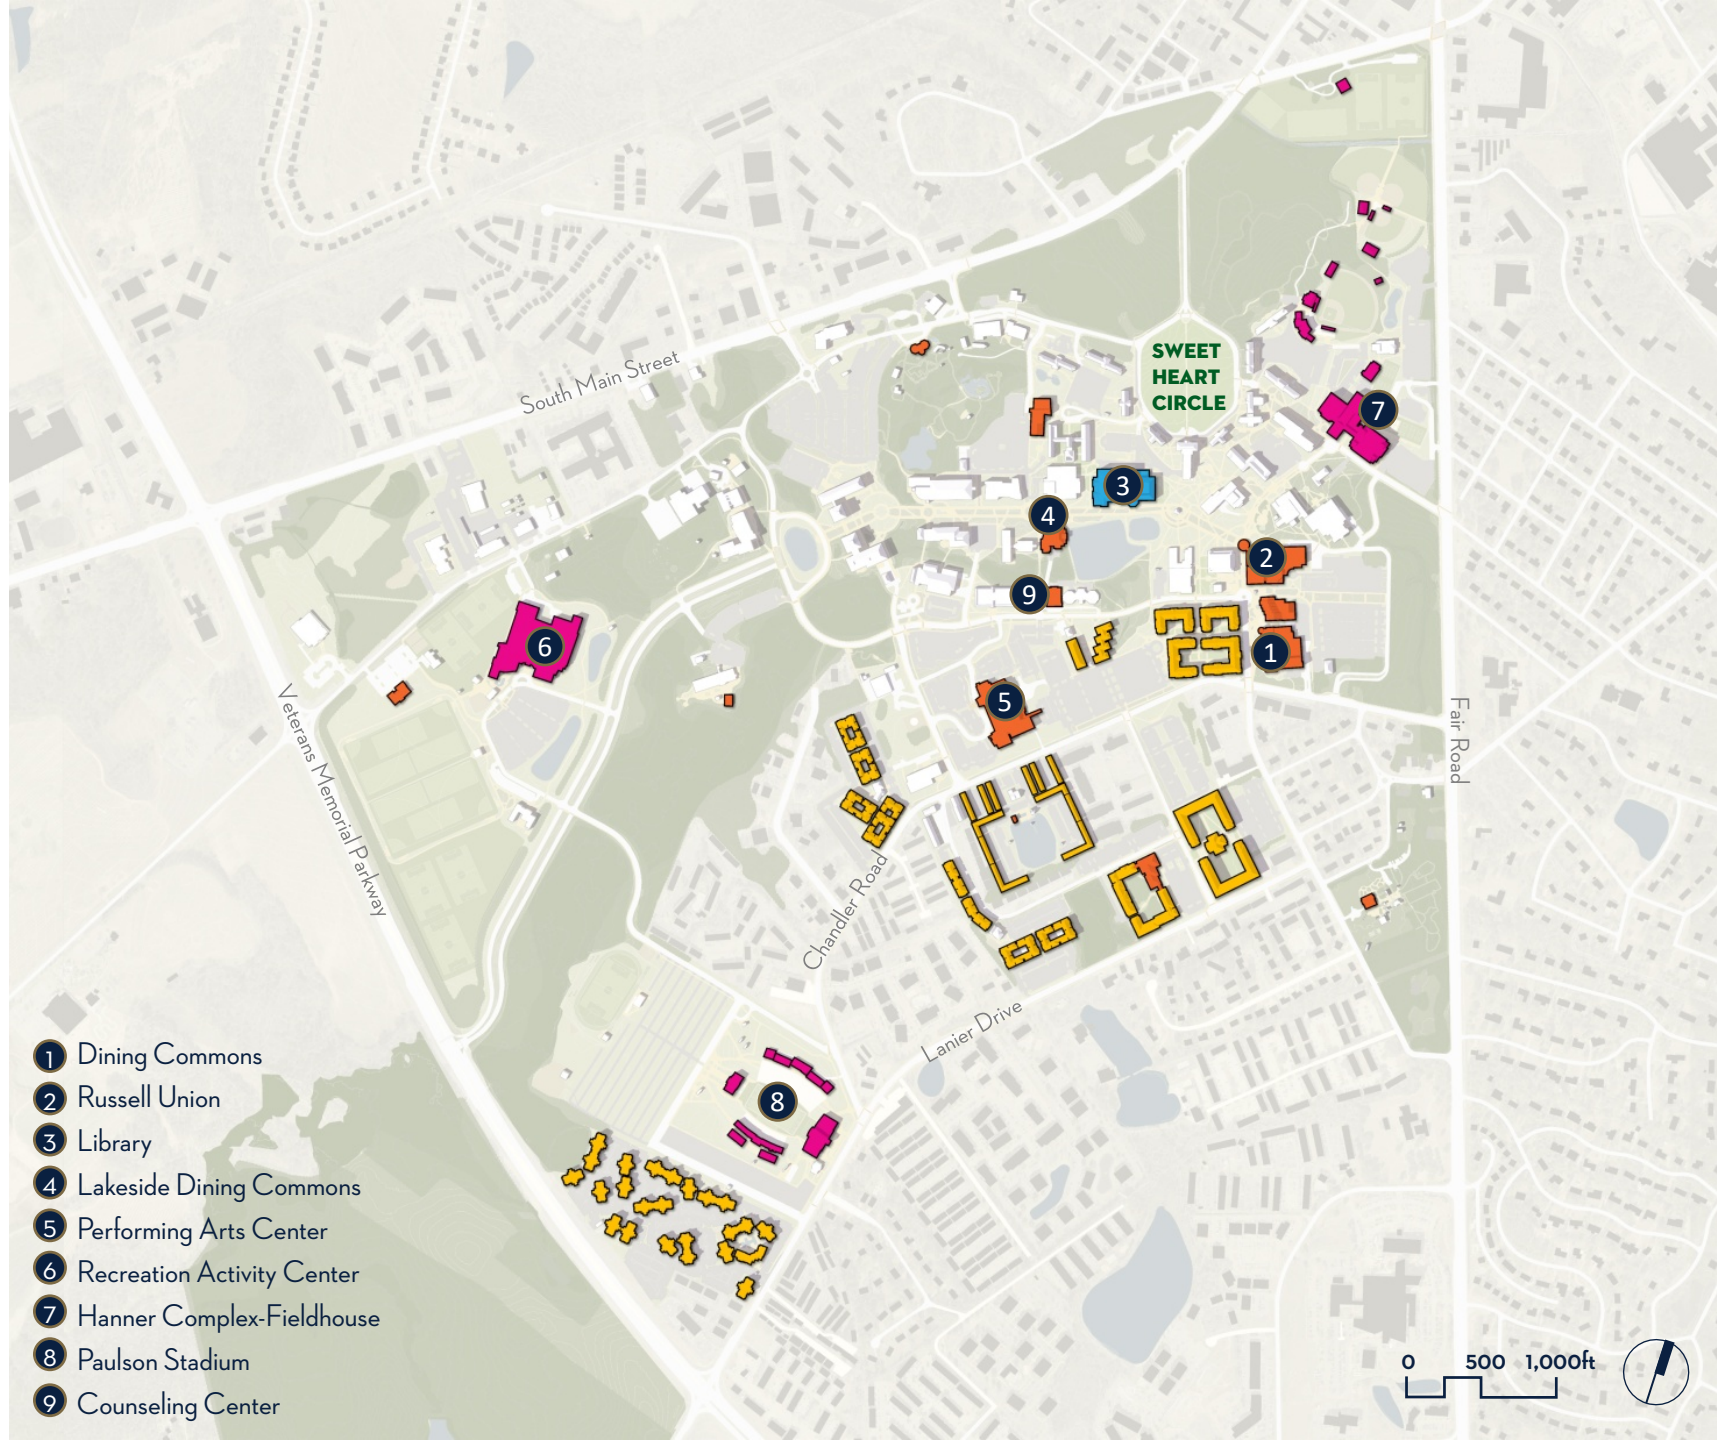 SWEET
HEART
CIRCLE
South Main Street
7
3
4
2
9
6
1
5
Veterans Memorial Parkway
Fair Road
Chandler Road
Lanier Drive
8
1 Dining Commons
2 Russell Union
3 Library
4 Lakeside Dining Commons
5 Performing Arts Center
6 Recreation Activity Center
7 Hanner Complex-Fieldhouse
8 Paulson Stadium
9 Counseling Center
0 500 1,000ft